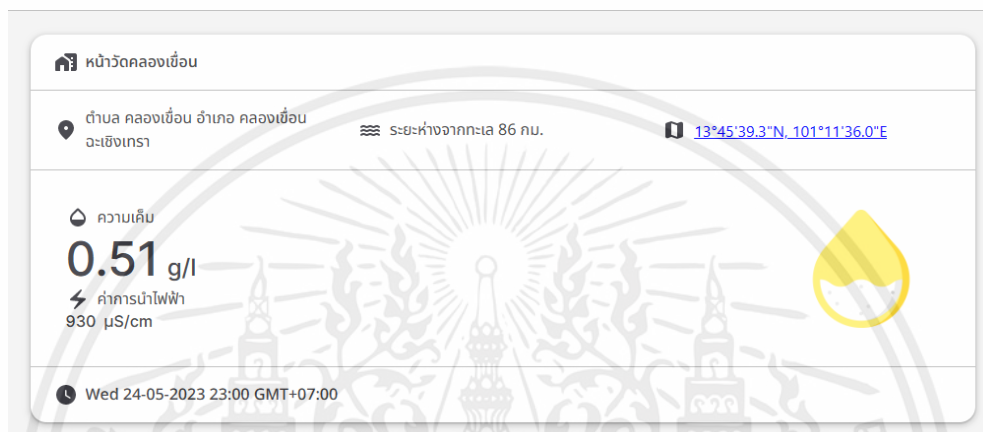 หน้าวัดคลองเขื่อน
ตำบล คลองเขื่อน อำเภอ คลองเขื่อน
ฉะเชิงเทรา
ระยะห่างจากทะเล 86 กม.
13°45'39.3"N, 101°11'36.0"E
ความเค็ม
0.51 g/l
ค่าการนำไฟฟ้า
930 µS/cm
Wed 24-05-2023 23:00 GMT+07:00